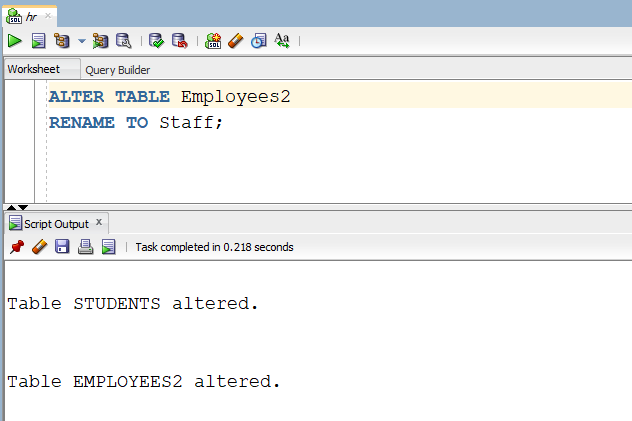 hr
Worksheet Query Builder
ALTER TABLE Employees2
RENAME TO Staff;
Script Output
Task completed in 0.218 seconds
Table STUDENTS altered.
Table EMPLOYEES2 altered.